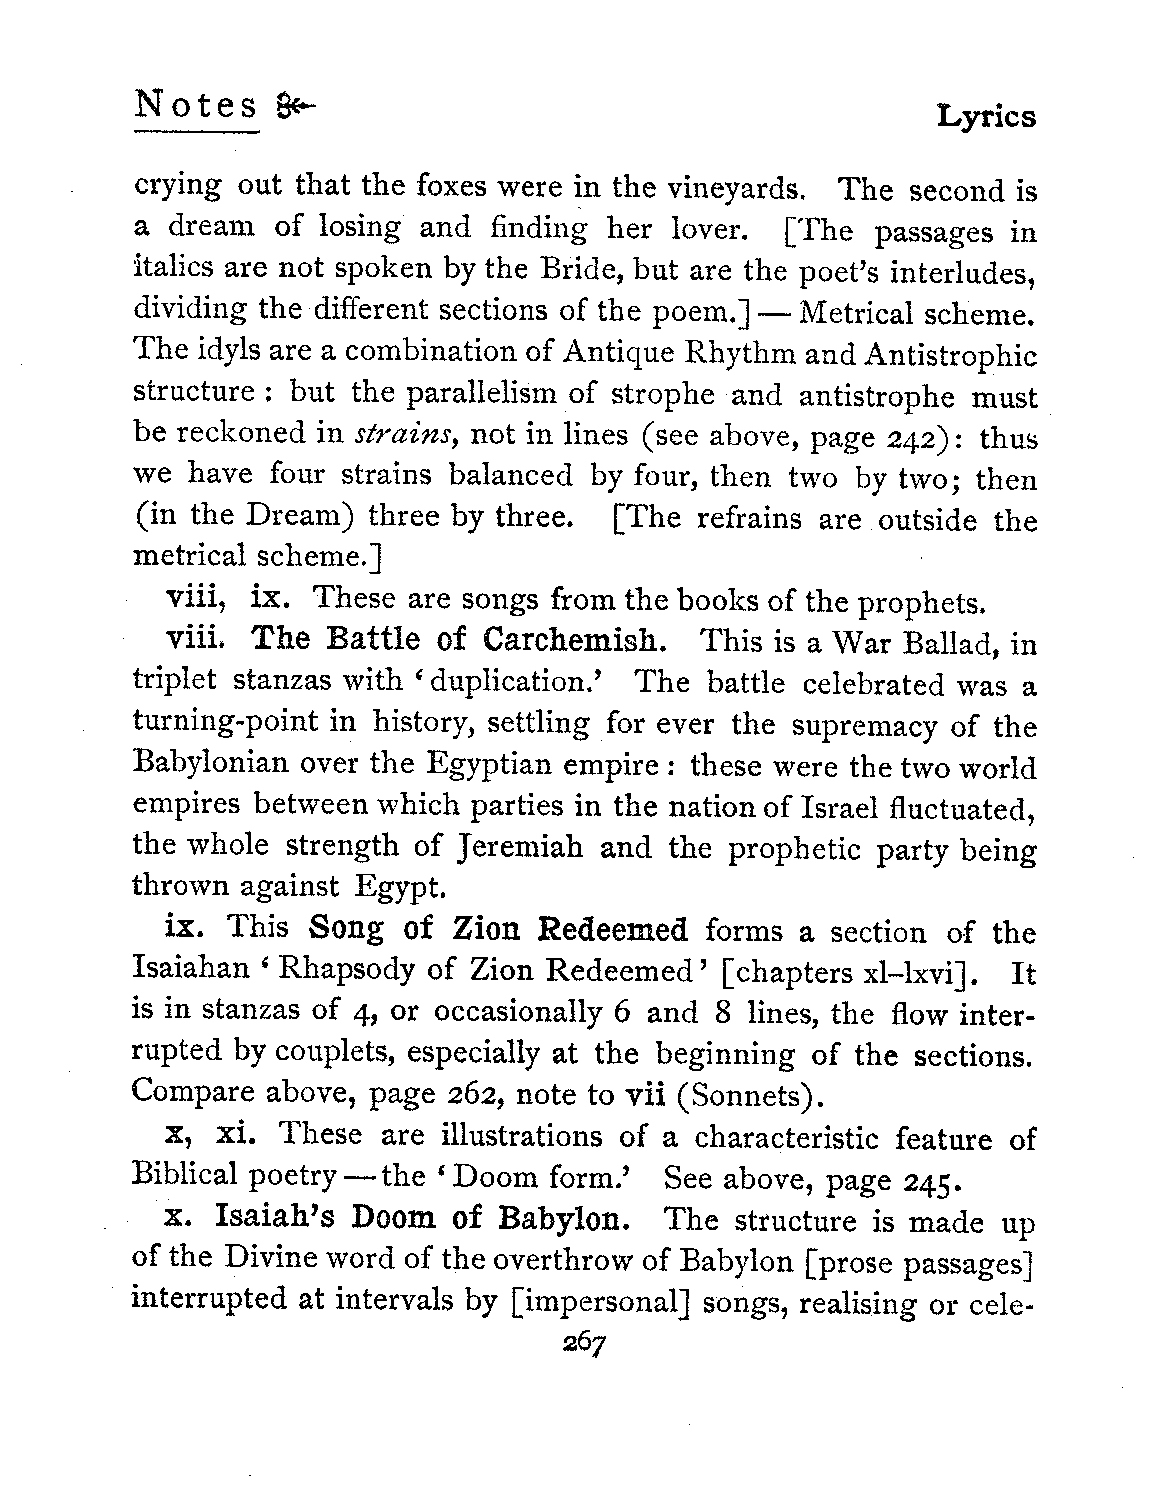 Notes
Lyrics
crying out that the foxes were in the vineyards. The second is
a dream of losing and finding her lover. [The passages in
italics are not spoken by the Bride, but are the poet's interludes,
dividing the different sections of the poem.] — Metrical scheme.
The idyls are a combination of Antique Rhythm and Antistrophic
structure : but the parallelism of strophe and antistrophe must
be reckoned in strains, not in lines (see above, page 242): thus
we have four strains balanced by four, then two by two; then
(in the Dream) three by three. [The refrains are outside the
metrical scheme.]
viii, ix. These are songs from the books of the prophets.
viii. The Battle of Carchemish. This is a War Ballad, in
triplet stanzas with ‘duplication.’ The battle celebrated was a
turning-point in history, settling for ever the supremacy of the
Babylonian over the Egyptian empire : these were the two world
empires between which parties in the nation of Israel fluctuated,
the whole strength of Jeremiah and the prophetic party being
thrown against Egypt.
ix. This Song of Zion Redeemed forms a section of the
Isaiahan ‘Rhapsody of Zion Redeemed’ [chapters xl–lxvi]. It
is in stanzas of 4, or occasionally 6 and 8 lines, the flow inter-
rupted by couplets, especially at the beginning of the sections.
Compare above, page 262, note to vii (Sonnets).
x, xi. These are illustrations of a characteristic feature of
Biblical poetry — the ‘Doom form.’ See above, page 245.
x. Isaiah's Doom of Babylon. The structure is made up
of the Divine word of the overthrow of Babylon [prose passages]
interrupted at intervals by [impersonal] songs, realising or cele-
267